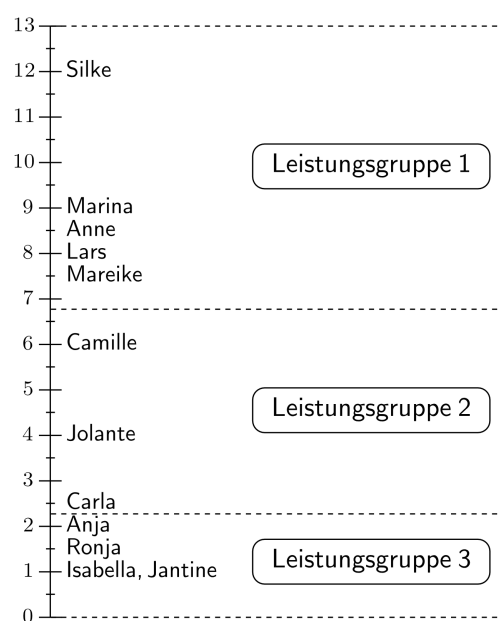 13
12 Silke
11
10 Leistungsgruppe 1
9 Marina
Anne
8 Lars
Mareike
7
6 Camille
5
Leistungsgruppe 2
4 Jolante
3
Carla
2 Anja
Ronja
Leistungsgruppe 3
1 Isabella, Jantine
0